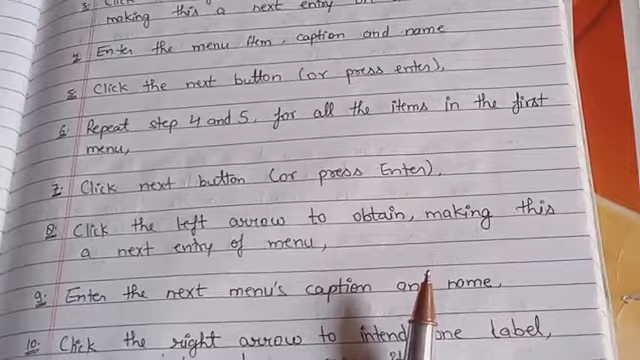 3. Click
making this a next entry
4. Enter the menu item, caption and name
5. Click the next button (or press enter).
6. Repeat step 4 and 5, for all the items in the first
menu,
7. Click next button (or press Enter).
8. Click the left arrow to obtain, making this
a next entry of menu,
9. Enter the next menu's caption and name.
10. Click the right arrow to intend one label,